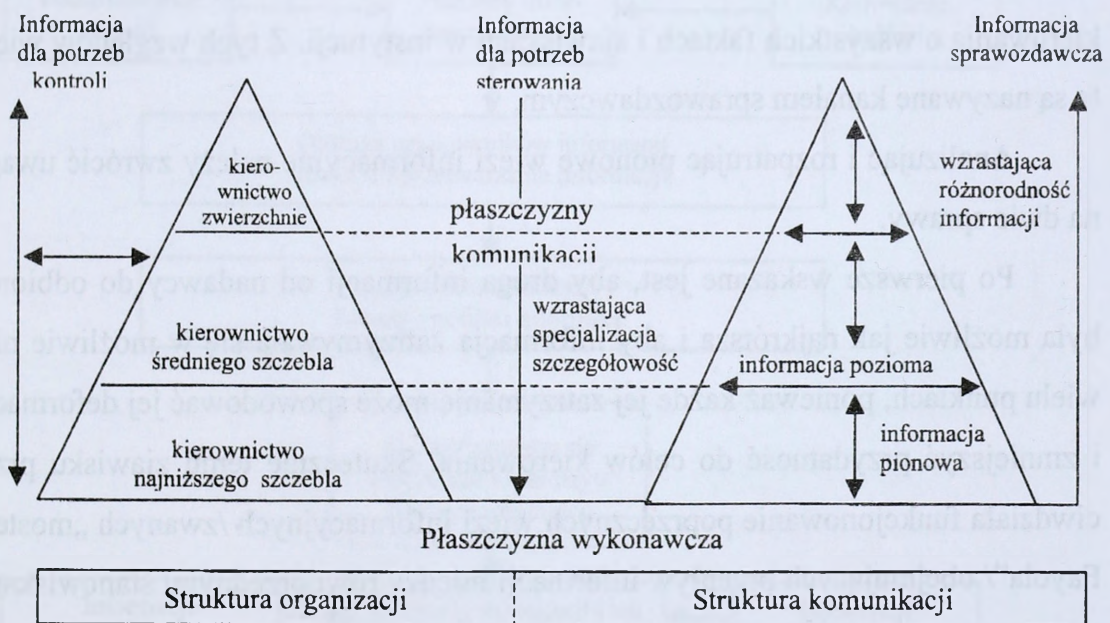 Informacja
dla potrzeb
kontroli
Informacja
dla potrzeb
sterowania
Informacja
sprawozdawcza
kiero-
wnictwo
zwierzchnie
płaszczyzny
komunikacji
wzrastająca
różnorodność
informacji
kierownictwo
średniego szczebla
wzrastająca
specjalizacja
szczegółowość
informacja pozioma
kierownictwo
najniższego szczebla
informacja
pionowa
Płaszczyzna wykonawcza
Struktura organizacji
Struktura komunikacji